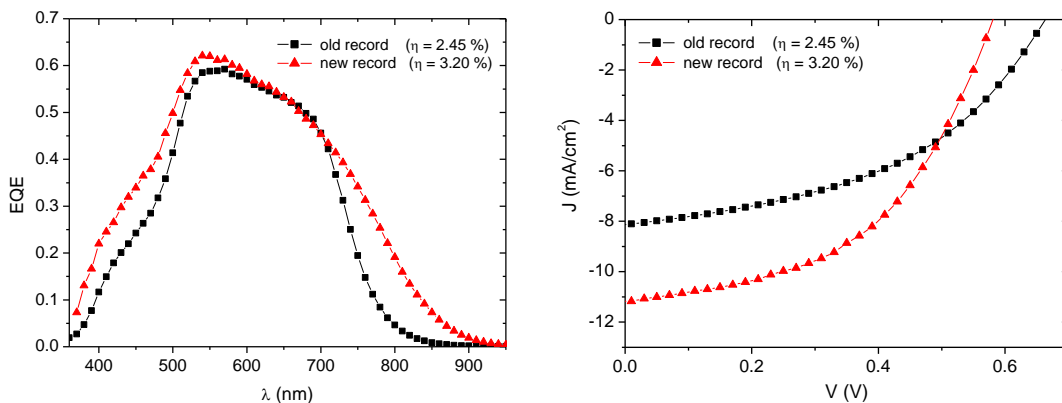 EQE
0.6
0.5
0.4
0.3
0.2
0.1
0.0
400 500 600 700 800 900
λ (nm)
old record (η = 2.45 %)
new record (η = 3.20 %)
J (mA/cm²)
0
-2
-4
-6
-8
-10
-12
0.0 0.2 0.4 0.6
V (V)
old record (η = 2.45 %)
new record (η = 3.20 %)